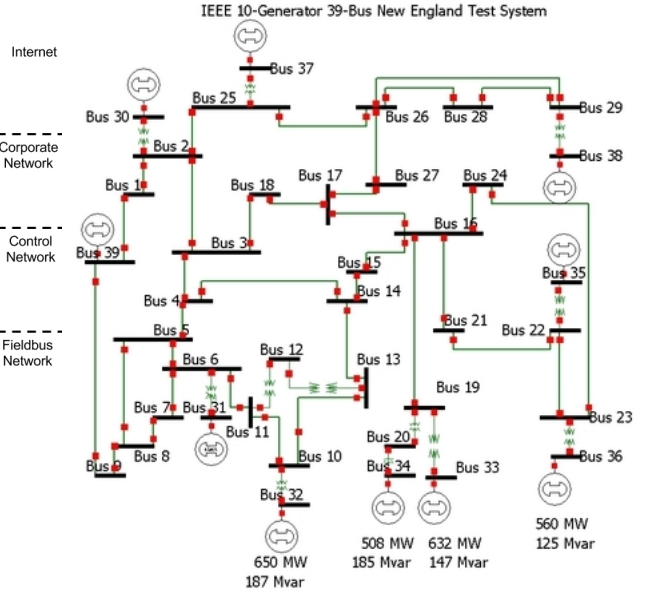 IEEE 10-Generator 39-Bus New England Test System
Internet
Bus 37
Bus 25
Bus 30
Bus 26
Bus 28
Bus 29
Corporate
Network
Bus 2
Bus 38
Bus 1
Bus 18
Bus 17
Bus 27
Bus 24
Control
Network
Bus 39
Bus 3
Bus 16
Bus 15
Bus 35
Bus 4
Bus 14
Fieldbus
Network
Bus 5
Bus 21
Bus 22
Bus 6
Bus 12
Bus 13
Bus 7
Bus 31
Bus 11
Bus 19
Bus 23
Bus 8
Bus 9
Bus 10
Bus 20
Bus 34
Bus 33
Bus 36
Bus 32
560 MW
125 Mvar
650 MW
187 Mvar
508 MW
185 Mvar
632 MW
147 Mvar